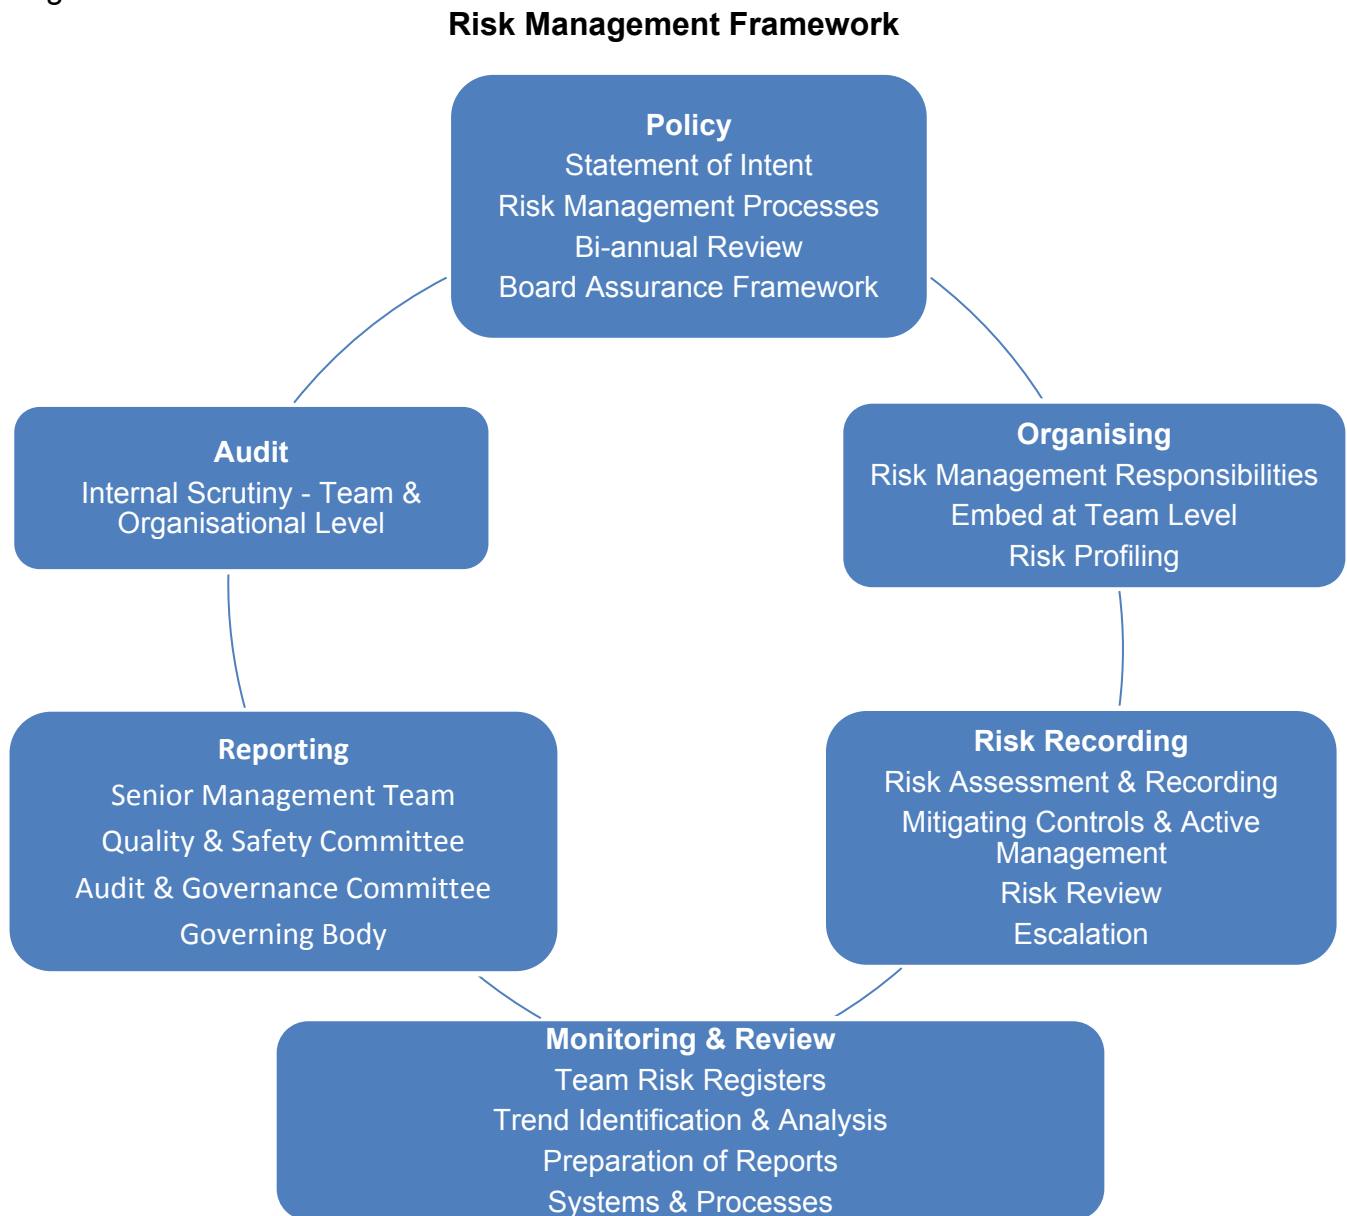 Risk Management Framework
Policy
Statement of Intent
Risk Management Processes
Bi-annual Review
Board Assurance Framework
Organising
Risk Management Responsibilities
Embed at Team Level
Risk Profiling
Risk Recording
Risk Assessment & Recording
Mitigating Controls & Active
Management
Risk Review
Escalation
Monitoring & Review
Team Risk Registers
Trend Identification & Analysis
Preparation of Reports
Systems & Processes
Reporting
Senior Management Team
Quality & Safety Committee
Audit & Governance Committee
Governing Body
Audit
Internal Scrutiny - Team &
Organisational Level